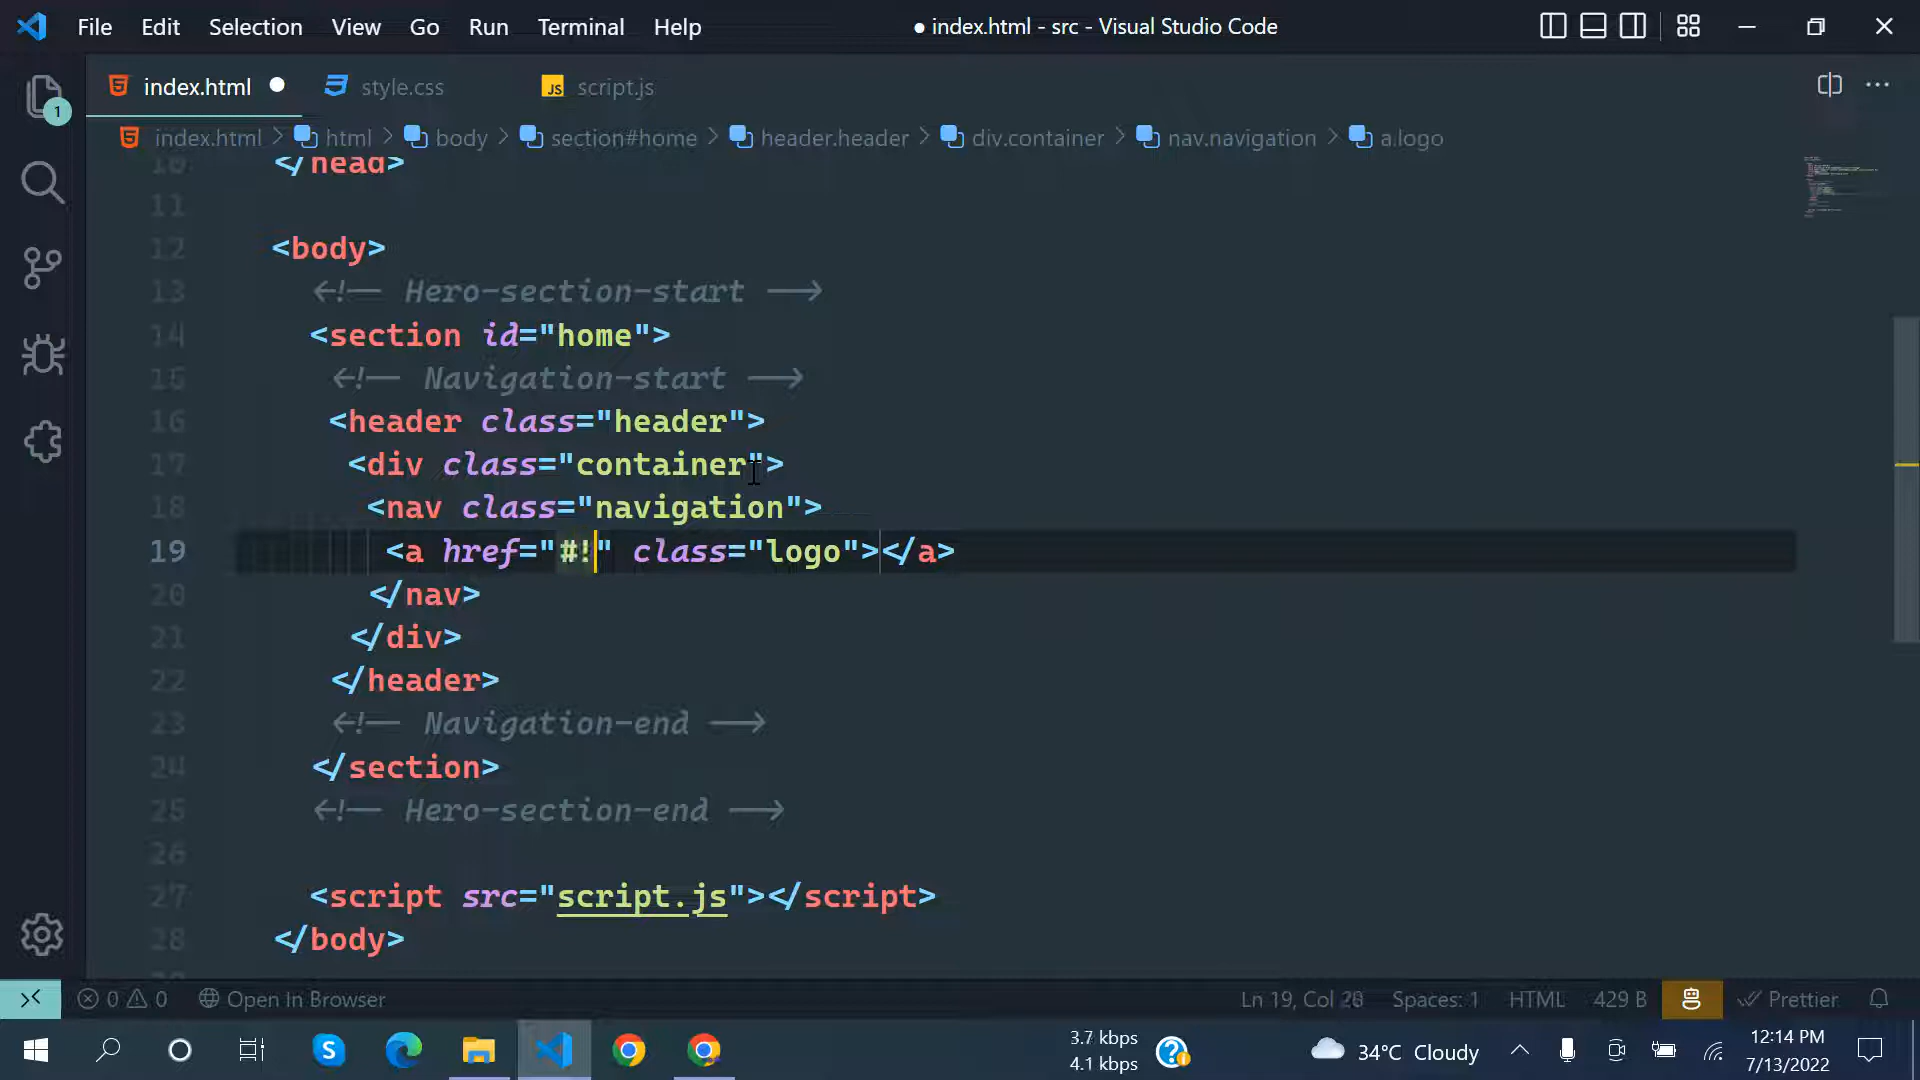 File Edit Selection View Go Run Terminal Help ● index.html - src - Visual Studio Code
index.html ● style.css JS script.js
1
index.html > html > body > section#home > header.header > div.container > nav.navigation > a.logo
10 </head>
11
12 <body>
13 <!-- Hero-section-start -->
14 <section id="home">
15 <!-- Navigation-start -->
16 <header class="header">
17 <div class="container">
18 <nav class="navigation">
19 <a href="#!" class="logo"></a>
20 </nav>
21 </div>
22 </header>
23 <!-- Navigation-end -->
24 </section>
25 <!-- Hero-section-end -->
26
27 <script src="script.js"></script>
28 </body>
0 0 Open In Browser Ln 19, Col 20 Spaces: 1 HTML 429 B Prettier
3.7 kbps
4.1 kbps
34°C Cloudy
12:14 PM
7/13/2022